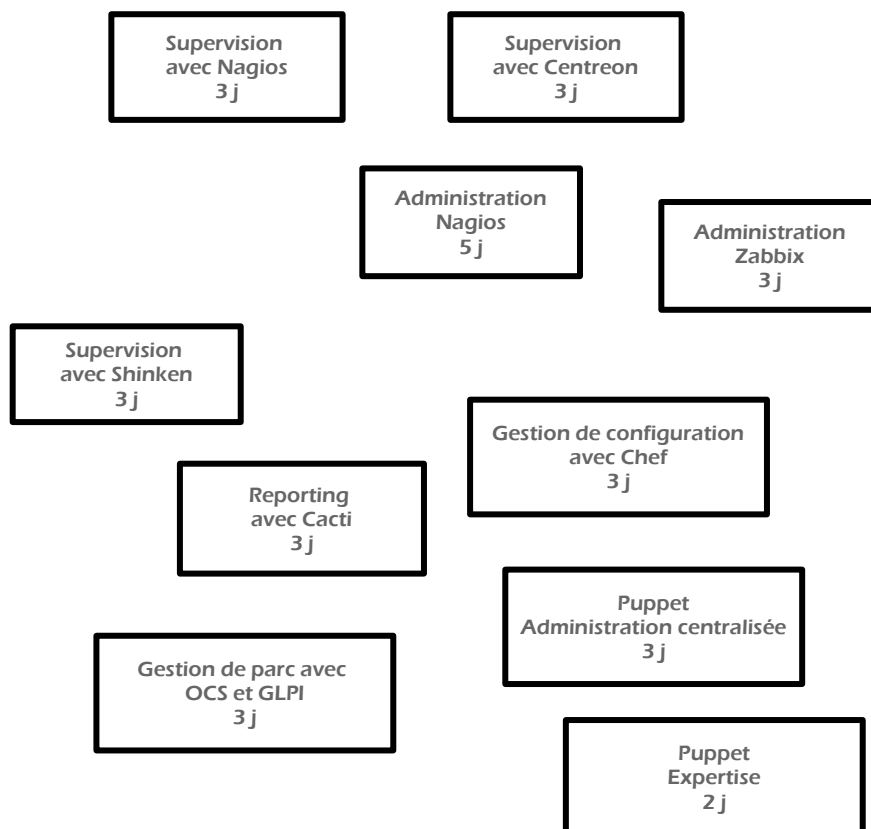 Supervision
avec Nagios
3 j
Supervision
avec Centreon
3 j
Administration
Nagios
5 j
Administration
Zabbix
3 j
Supervision
avec Shinken
3 j
Gestion de configuration
avec Chef
3 j
Reporting
avec Cacti
3 j
Puppet
Administration centralisée
3 j
Gestion de parc avec
OCS et GLPI
3 j
Puppet
Expertise
2 j